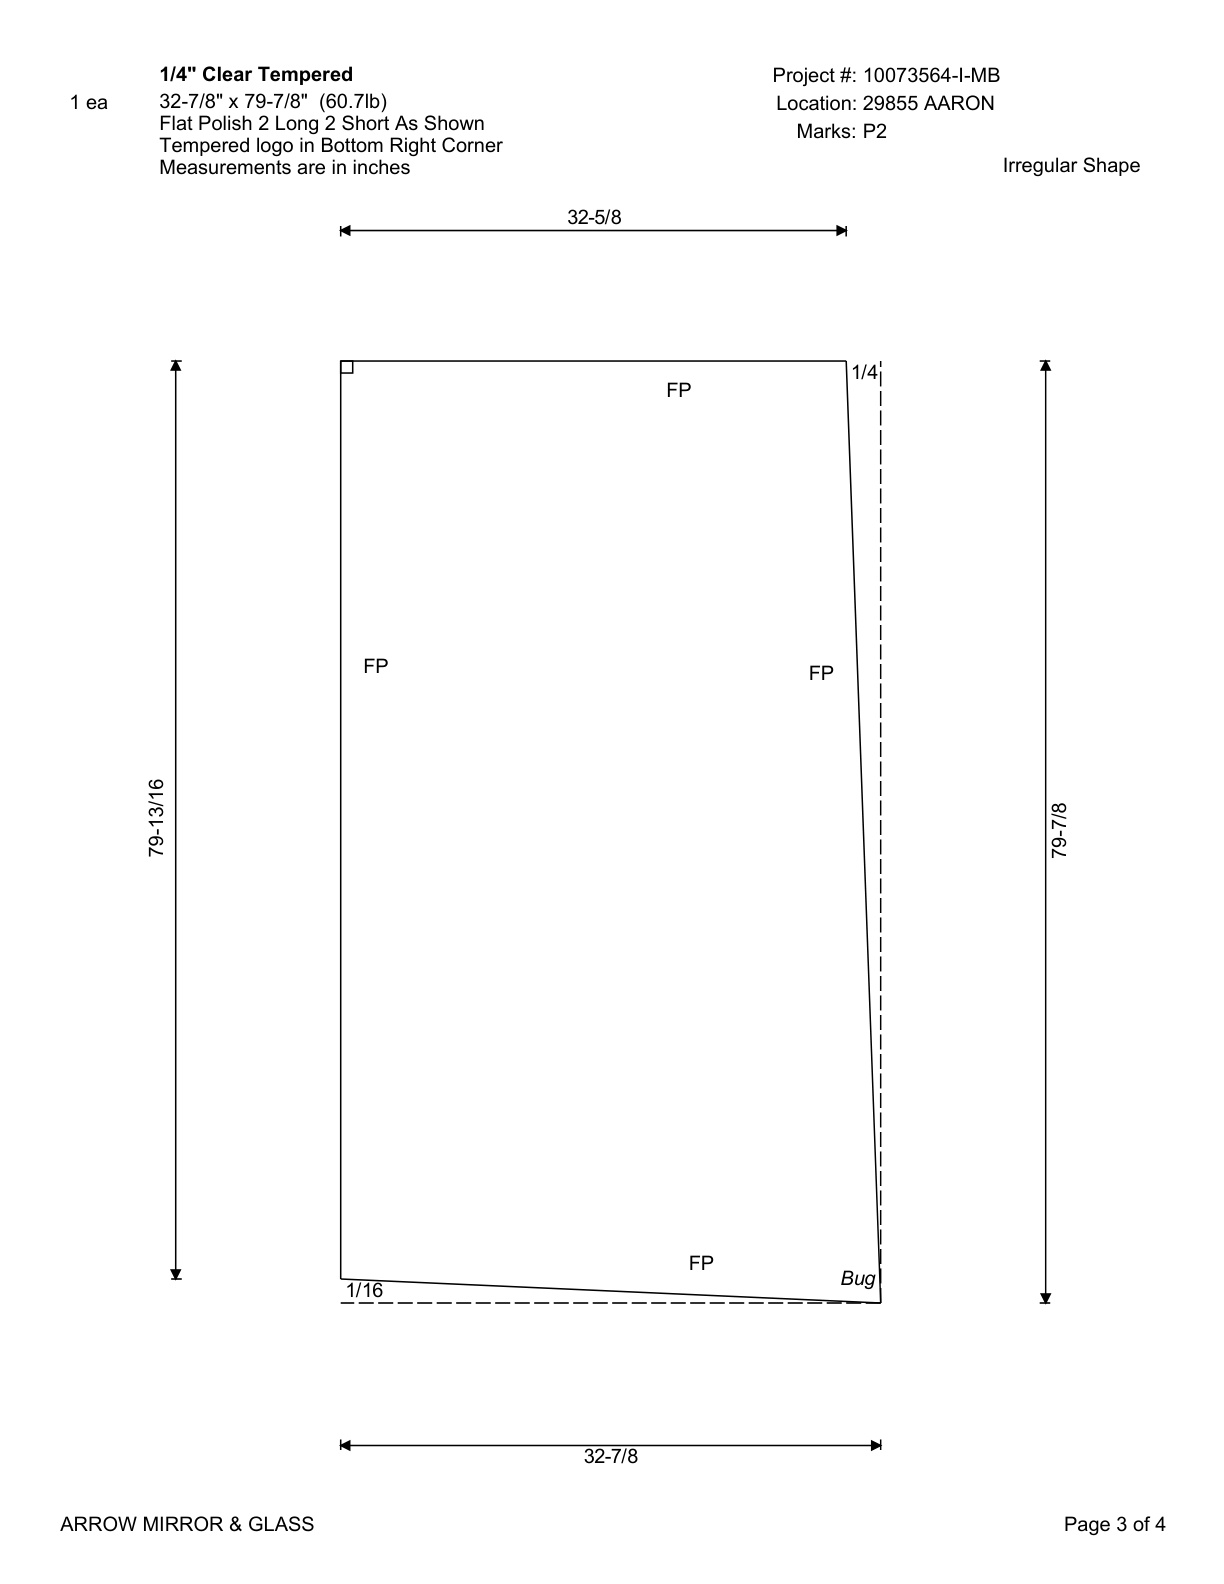 1/4" Clear Tempered
Project #: 10073564-I-MB
1 ea
32-7/8" x 79-7/8" (60.7lb)
Location: 29855 AARON
Flat Polish 2 Long 2 Short As Shown
Marks: P2
Tempered logo in Bottom Right Corner
Measurements are in inches
Irregular Shape
32-5/8
1/4
FP
FP
FP
79-13/16
79-7/8
FP
Bug
1/16
32-7/8
ARROW MIRROR & GLASS
Page 3 of 4